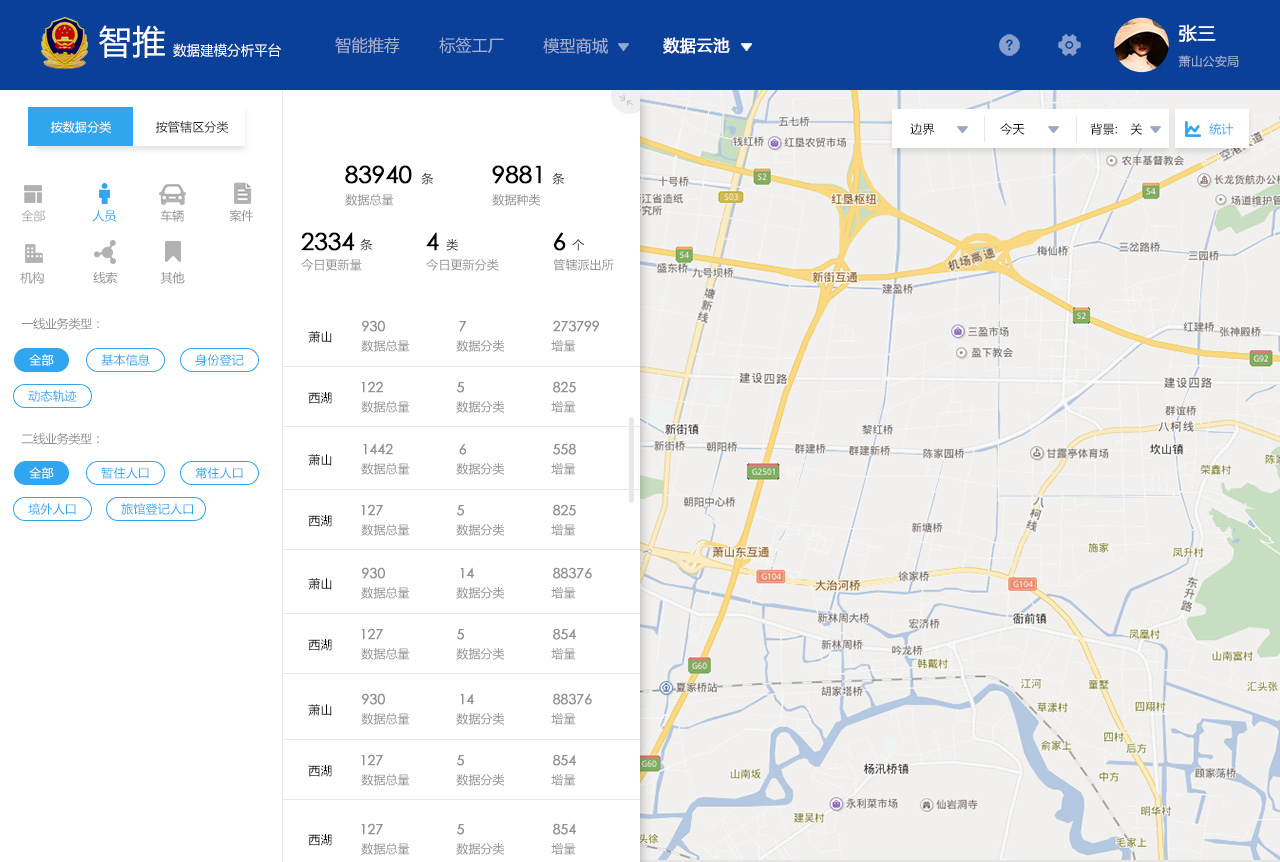 智推 数据建模分析平台
智能推荐 标签工厂 模型商城 数据云池
?
张三
萧山公安局
按数据分类 按管辖区分类
全部 人员 车辆 案件
机构 线索 其他
一线业务类型：
全部 基本信息 身份登记
动态轨迹
二线业务类型：
全部 暂住人口 常住人口
境外人口 旅馆登记人口
83940 条 9881 条
数据总量 数据种类
2334 条 4 类 6 个
今日更新量 今日更新分类 管辖派出所
萧山 930 7 273799
数据总量 数据分类 增量
西湖 122 5 825
数据总量 数据分类 增量
萧山 1442 6 558
数据总量 数据分类 增量
西湖 127 5 825
数据总量 数据分类 增量
萧山 930 14 88376
数据总量 数据分类 增量
西湖 127 5 854
数据总量 数据分类 增量
萧山 930 14 88376
数据总量 数据分类 增量
西湖 127 5 854
数据总量 数据分类 增量
西湖 127 5 854
数据总量 数据分类 增量
边界 今天 背景: 关 统计
五七桥
钱红桥 红垦农贸市场
农丰基督教会
十号桥 S2 长龙货航办公楼
江省造纸 S03 红垦枢纽 S4 场道维护管
究所
S4 梅仙桥 三岔路桥 三园桥
盛东桥 九号坝桥 新街互通 机场高速
塘新线 建盈桥
S2
三盈市场 红建桥 张神殿桥
盈下教会 G92
建设四路 建设四路
群谊桥
新街镇 黎红桥 八柯线
新街桥 朝阳桥 群建桥 群建新桥 陈家园桥 甘露亭体育场 坎山镇
G2501 荣鑫村 陈家
朝阳中心桥 八柯线
新塘桥
萧山东互通 施家 凤升村
G104 徐家桥 G104
大治河桥 东升路
新林周大桥 宏济桥 衙前镇
新林周桥 吟龙桥 凤凰村
G60 韩戴村 山南富村
夏家桥站 胡家塔桥 江河 童墅 汇头张
草漾村 四翔村
俞家上 四村 后方
G60 山南坂 杨汛桥镇 中方 顾家荡桥
永利菜市场 仙岩洞寺
建吴村 明华村
头徐 毛家上